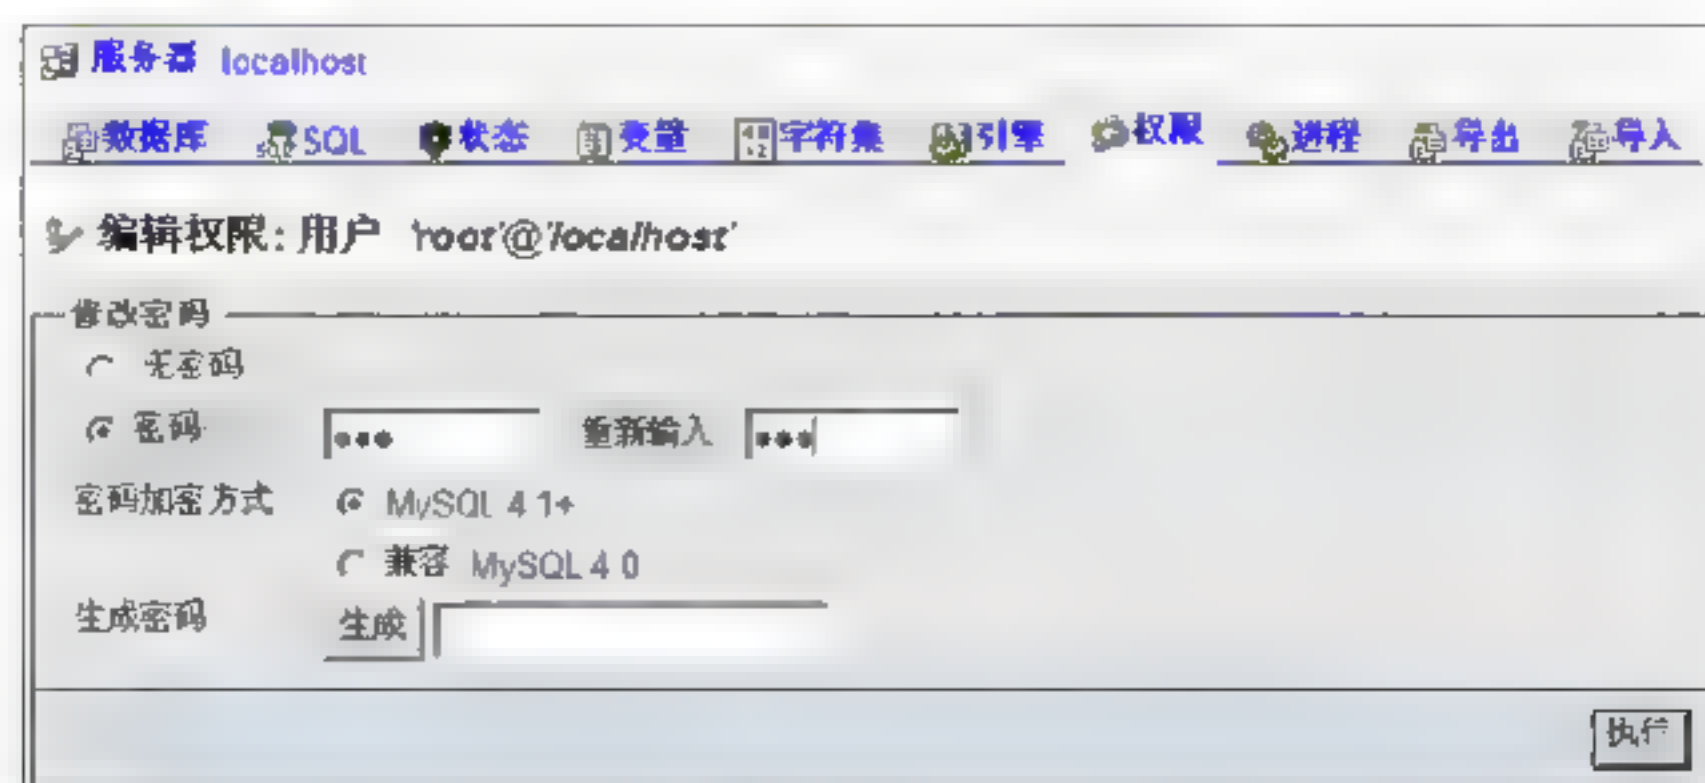 服务器 localhost
数据库 SQL 状态 变量 字符集 引擎 权限 进程 导出 导入
编辑权限: 用户 'root'@'localhost'
修改密码
无密码
密码 ●●● 重新输入 ●●●
密码加密方式 MySQL 4 1+
兼容 MySQL 4 0
生成密码 生成
执行